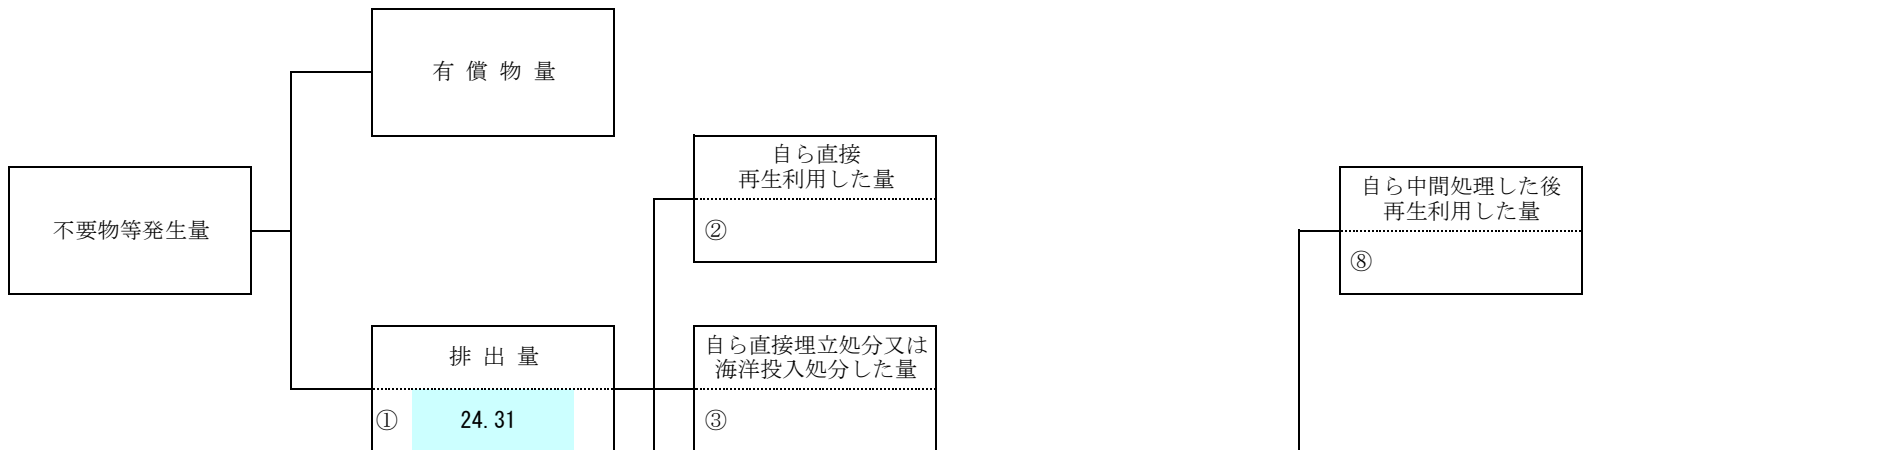 有 償 物 量
自ら直接
再生利用した量
②
自ら中間処理した後
再生利用した量
⑧
不要物等発生量
排 出 量
① 24.31
自ら直接埋立処分又は
海洋投入処分した量
③